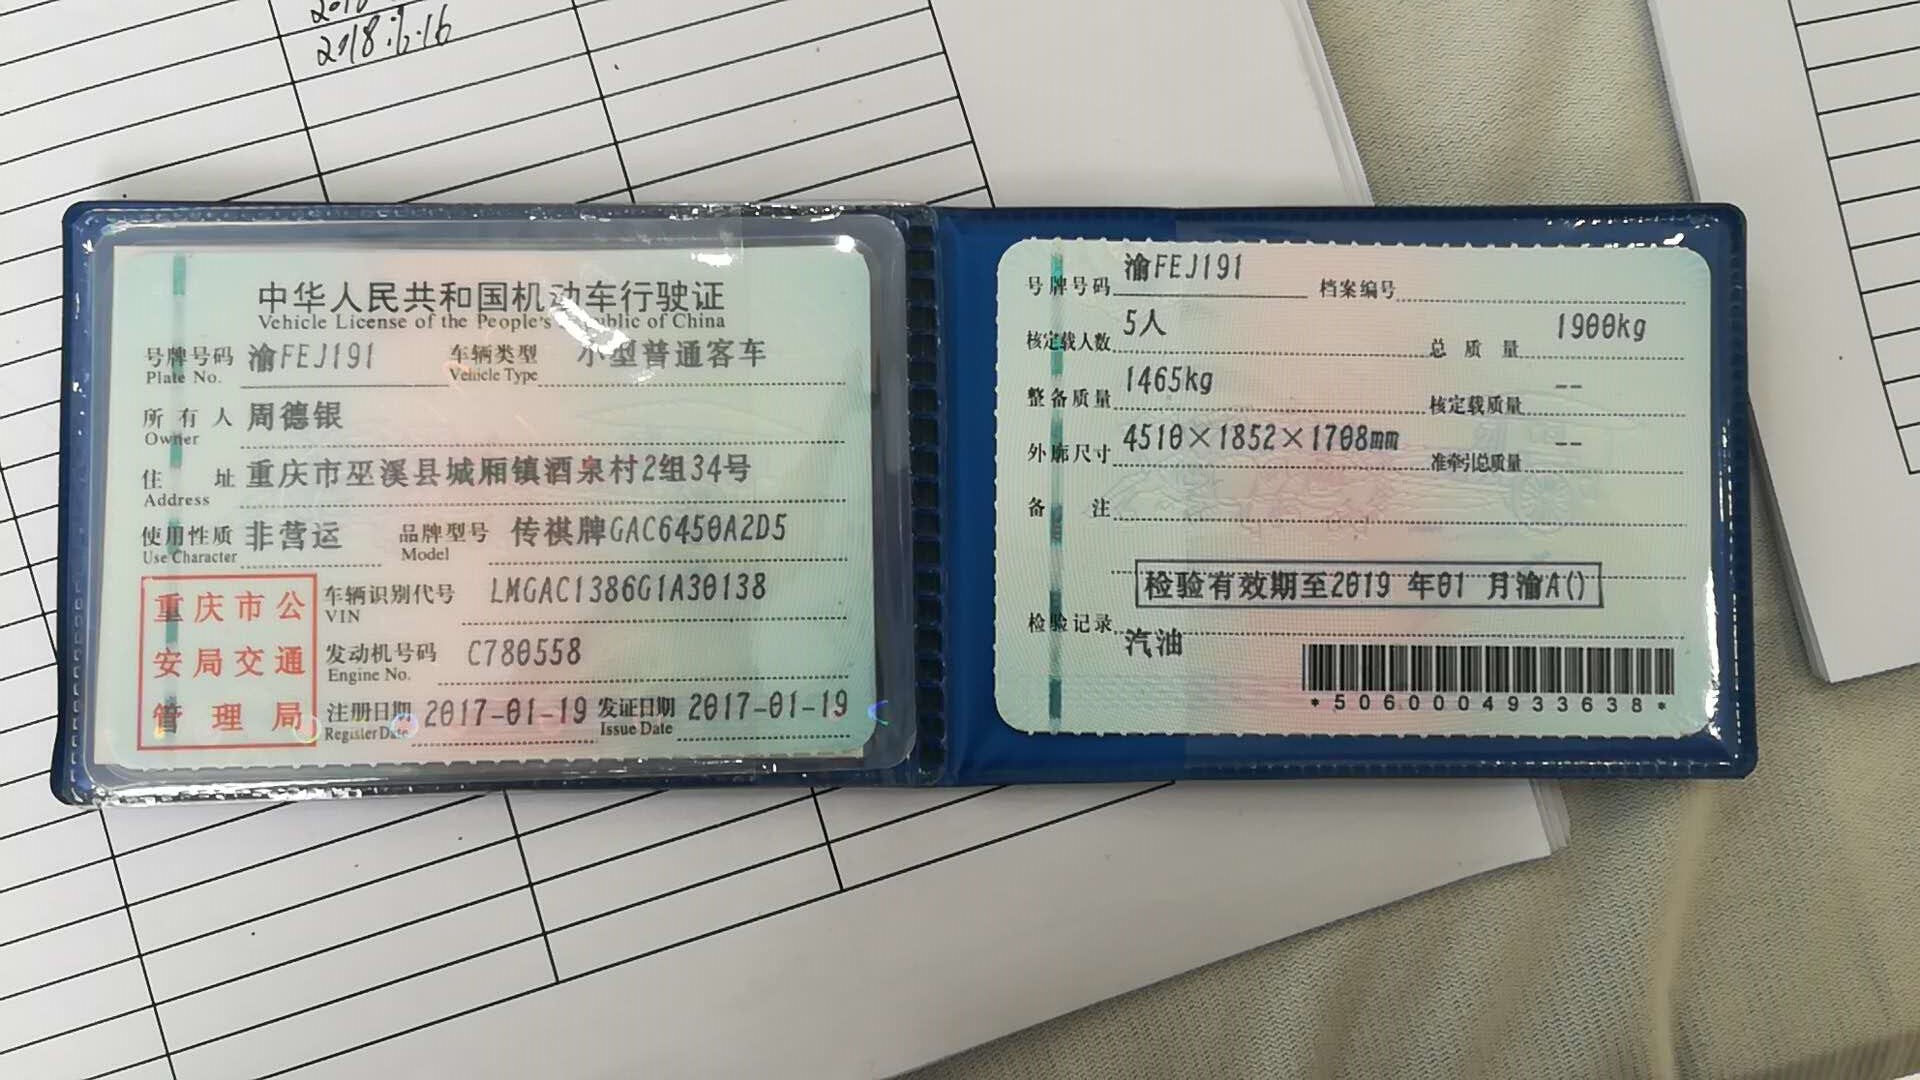 2018.12.16
中华人民共和国机动车行驶证
Vehicle License of the People's Republic of China
号牌号码 渝FEJ191 车辆类型 小型普通客车
Plate No. Vehicle Type
所有人 周德银
Owner
住址 重庆市巫溪县城厢镇酒泉村2组34号
Address
使用性质 非营运 品牌型号 传祺牌GAC6450A2D5
Use Character Model
重庆市公
安局交通
管理局
车辆识别代号 LMGAC1386G1A30138
VIN
发动机号码 C780558
Engine No.
注册日期 2017-01-19 发证日期 2017-01-19
Register Date Issue Date
号牌号码 渝FEJ191 档案编号
核定载人数 5人 总质量 1900kg
整备质量 1465kg 核定载质量 --
外廓尺寸 4510×1852×1708mm 准牵引总质量 --
备注
检验有效期至2019 年01 月渝A()
检验记录 汽油
*5060004933638*